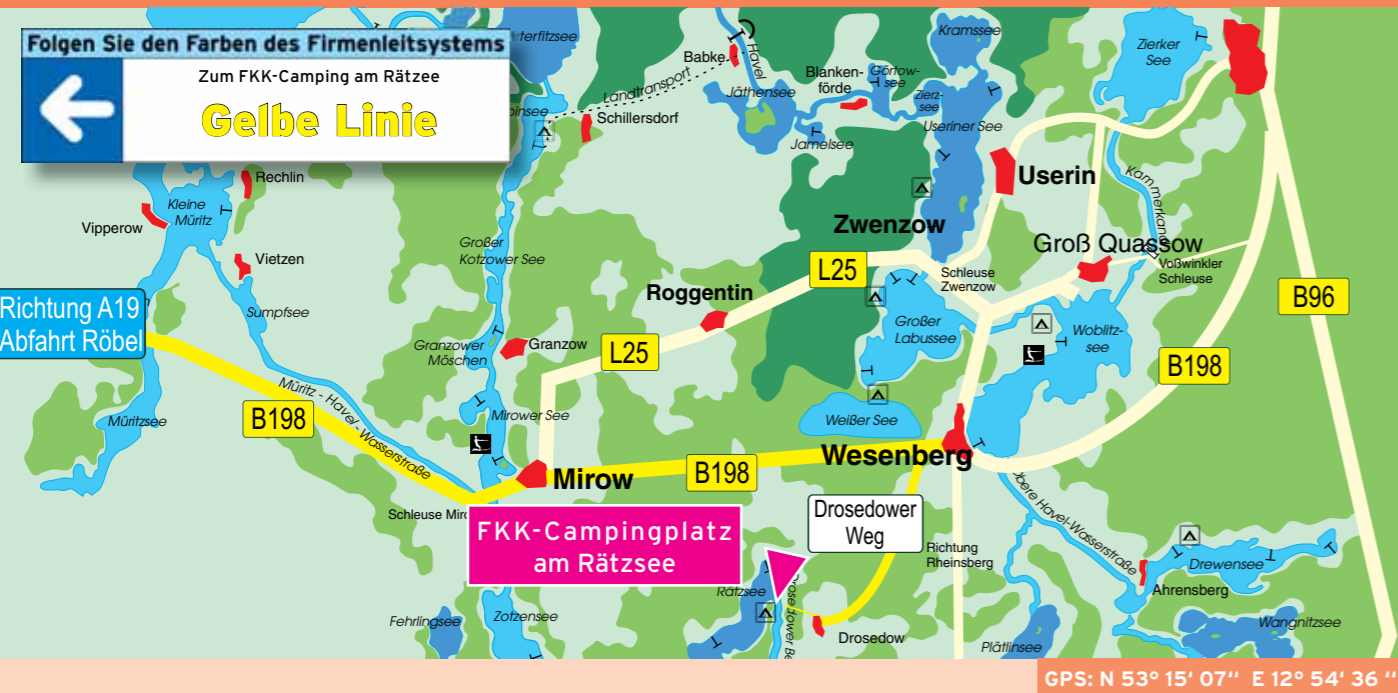 Folgen Sie den Farben des Firmenleitsystems
Zum FKK-Camping am Rätzee
Gelbe Linie
Kramssee
Zierker
See
Babke
Havel
Blanken-
förde
Görtow-
see
Landtransport
Jäthensee
Zierz-
see
Schillersdorf
Useriner See
Jamelsee
Rechlin
Userin
Kleine
Müritz
Vipperow
Zwenzow
Groß Quassow
Großer
Kotzower See
Vietzen
Voßwinkler
Schleuse
L25
Schleuse
Zwenzow
Roggentin
B96
Richtung A19
Abfahrt Röbel
Sumpfsee
Großer
Labussee
Woblitz-
see
Granzower
Möschen
Granzow
L25
B198
Müritz - Havel - Wasserstraße
B198
Müritzsee
Mirower See
Weißer See
Wesenberg
Mirow
B198
Schleuse
FKK-Campingplatz
am Rätzsee
Drosedower
Weg
Richtung
Rheinsberg
Havel-Wasserstraße
Drewensee
Ahrensberg
Rätzsee
Fehrlingsee
Zotzensee
Drosedow
Wangnitzsee
Plätlinsee
GPS: N 53° 15' 07'' E 12° 54' 36 ''